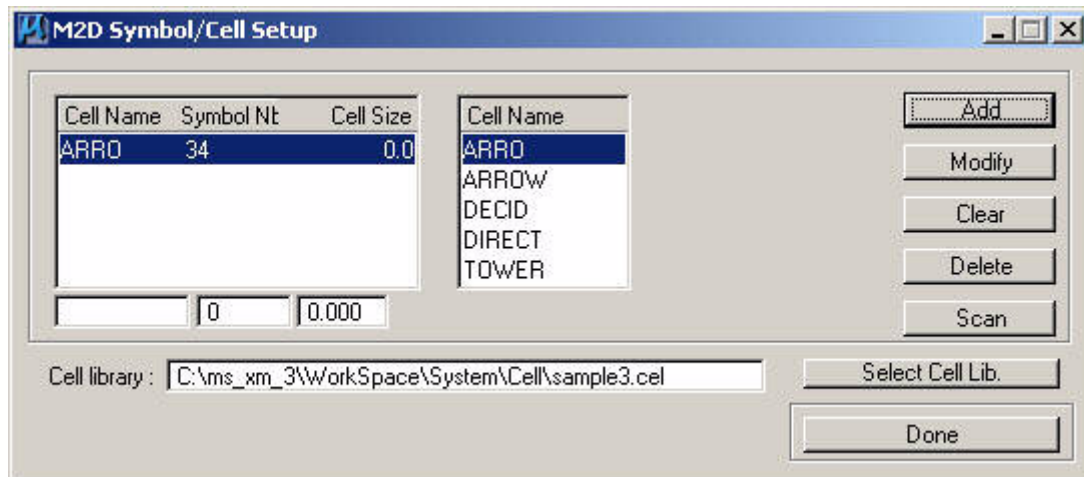 M2D Symbol/Cell Setup
Cell Name Symbol Nt Cell Size
ARRO 34 0.0
0 0.000
Cell Name
ARRO
ARROW
DECID
DIRECT
TOWER
Add
Modify
Clear
Delete
Scan
Cell library : C:\ms_xm_3\WorkSpace\System\Cell\sample3.cel
Select Cell Lib.
Done